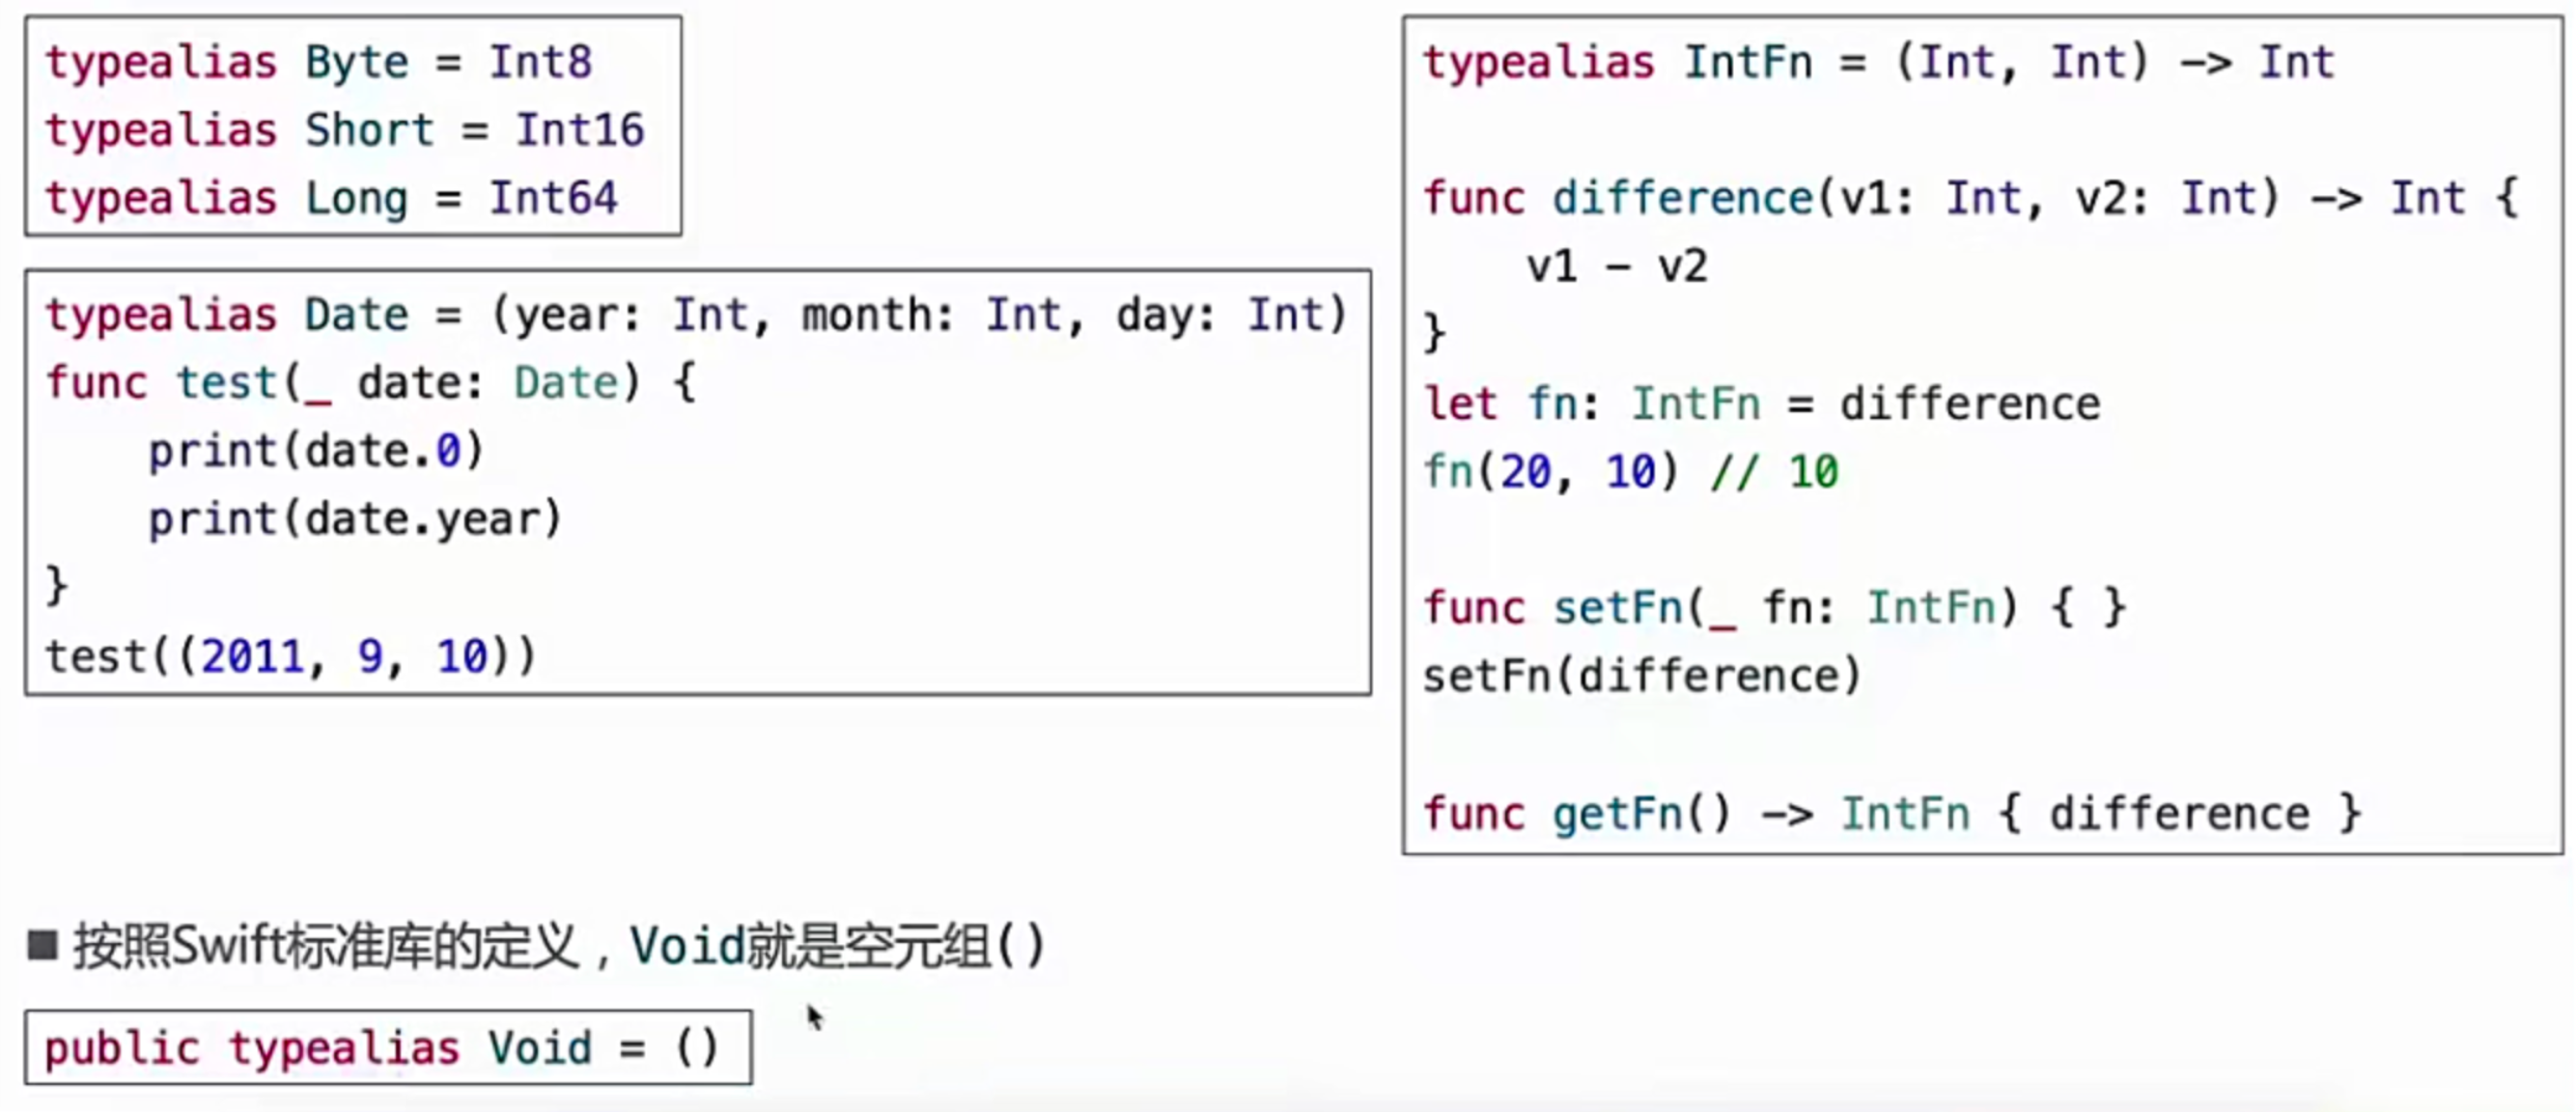 typealias Byte = Int8
typealias Short = Int16
typealias Long = Int64
typealias Date = (year: Int, month: Int, day: Int)
func test(_ date: Date) {
    print(date.0)
    print(date.year)
}
test((2011, 9, 10))
typealias IntFn = (Int, Int) -> Int
func difference(v1: Int, v2: Int) -> Int {
    v1 - v2
}
let fn: IntFn = difference
fn(20, 10) // 10
func setFn(_ fn: IntFn) { }
setFn(difference)
func getFn() -> IntFn { difference }
■ 按照Swift标准库的定义，Void就是空元组()
public typealias Void = ()